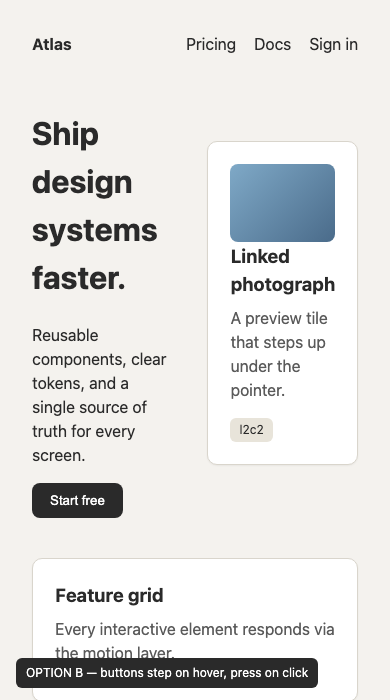 Atlas
Pricing Docs Sign in
Ship
design
systems
faster.
Reusable
components, clear
tokens, and a
single source of
truth for every
screen.
Start free
Linked
photograph
A preview tile
that steps up
under the
pointer.
l2c2
Feature grid
Every interactive element responds via
the motion layer.
OPTION B — buttons step on hover, press on click